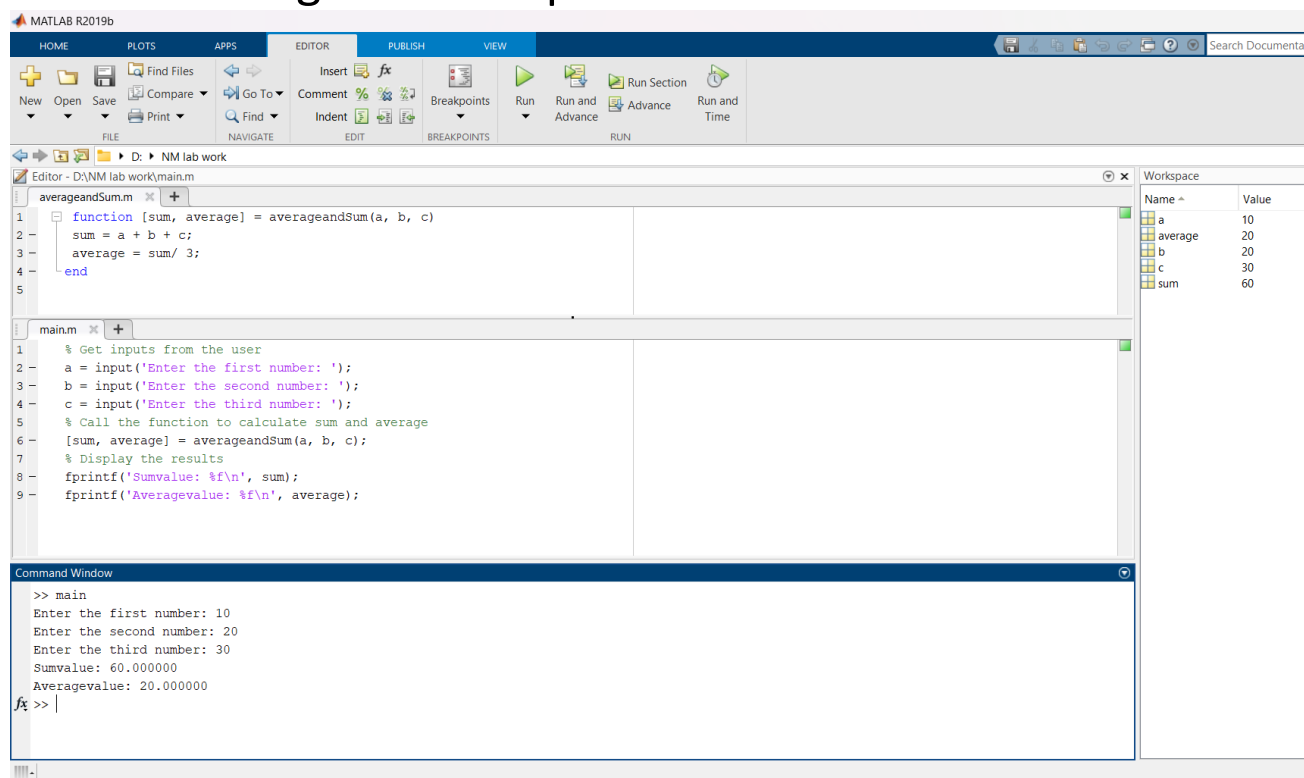 MATLAB R2019b
HOME PLOTS APPS EDITOR PUBLISH VIEW Search Documenta
New Open Save
Find Files
Compare
Print
FILE
Go To
Find
NAVIGATE
Insert fx
Comment %
Indent
EDIT
Breakpoints
BREAKPOINTS
Run
Run and Advance
Run Section
Advance
Run and Time
RUN
D: NM lab work
Editor - D:\NM lab work\main.m
averageandSum.m +
1 function [sum, average] = averageandSum(a, b, c)
2 – sum = a + b + c;
3 – average = sum/ 3;
4 – end
5
main.m +
1 % Get inputs from the user
2 – a = input('Enter the first number: ');
3 – b = input('Enter the second number: ');
4 – c = input('Enter the third number: ');
5 % Call the function to calculate sum and average
6 – [sum, average] = averageandSum(a, b, c);
7 % Display the results
8 – fprintf('Sumvalue: %f\n', sum);
9 – fprintf('Averagevalue: %f\n', average);
Command Window
>> main
Enter the first number: 10
Enter the second number: 20
Enter the third number: 30
Sumvalue: 60.000000
Averagevalue: 20.000000
fx >>
Workspace
Name Value
a 10
average 20
b 20
c 30
sum 60